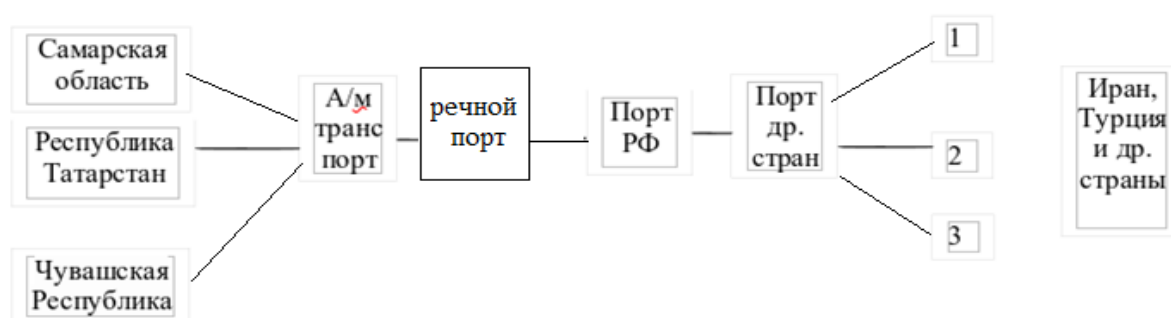 Самарская
область
Республика
Татарстан
Чувашская
Республика
А/м
транс
порт
речной
порт
Порт
РФ
Порт
др.
стран
1
2
3
Иран,
Турция
и др.
страны